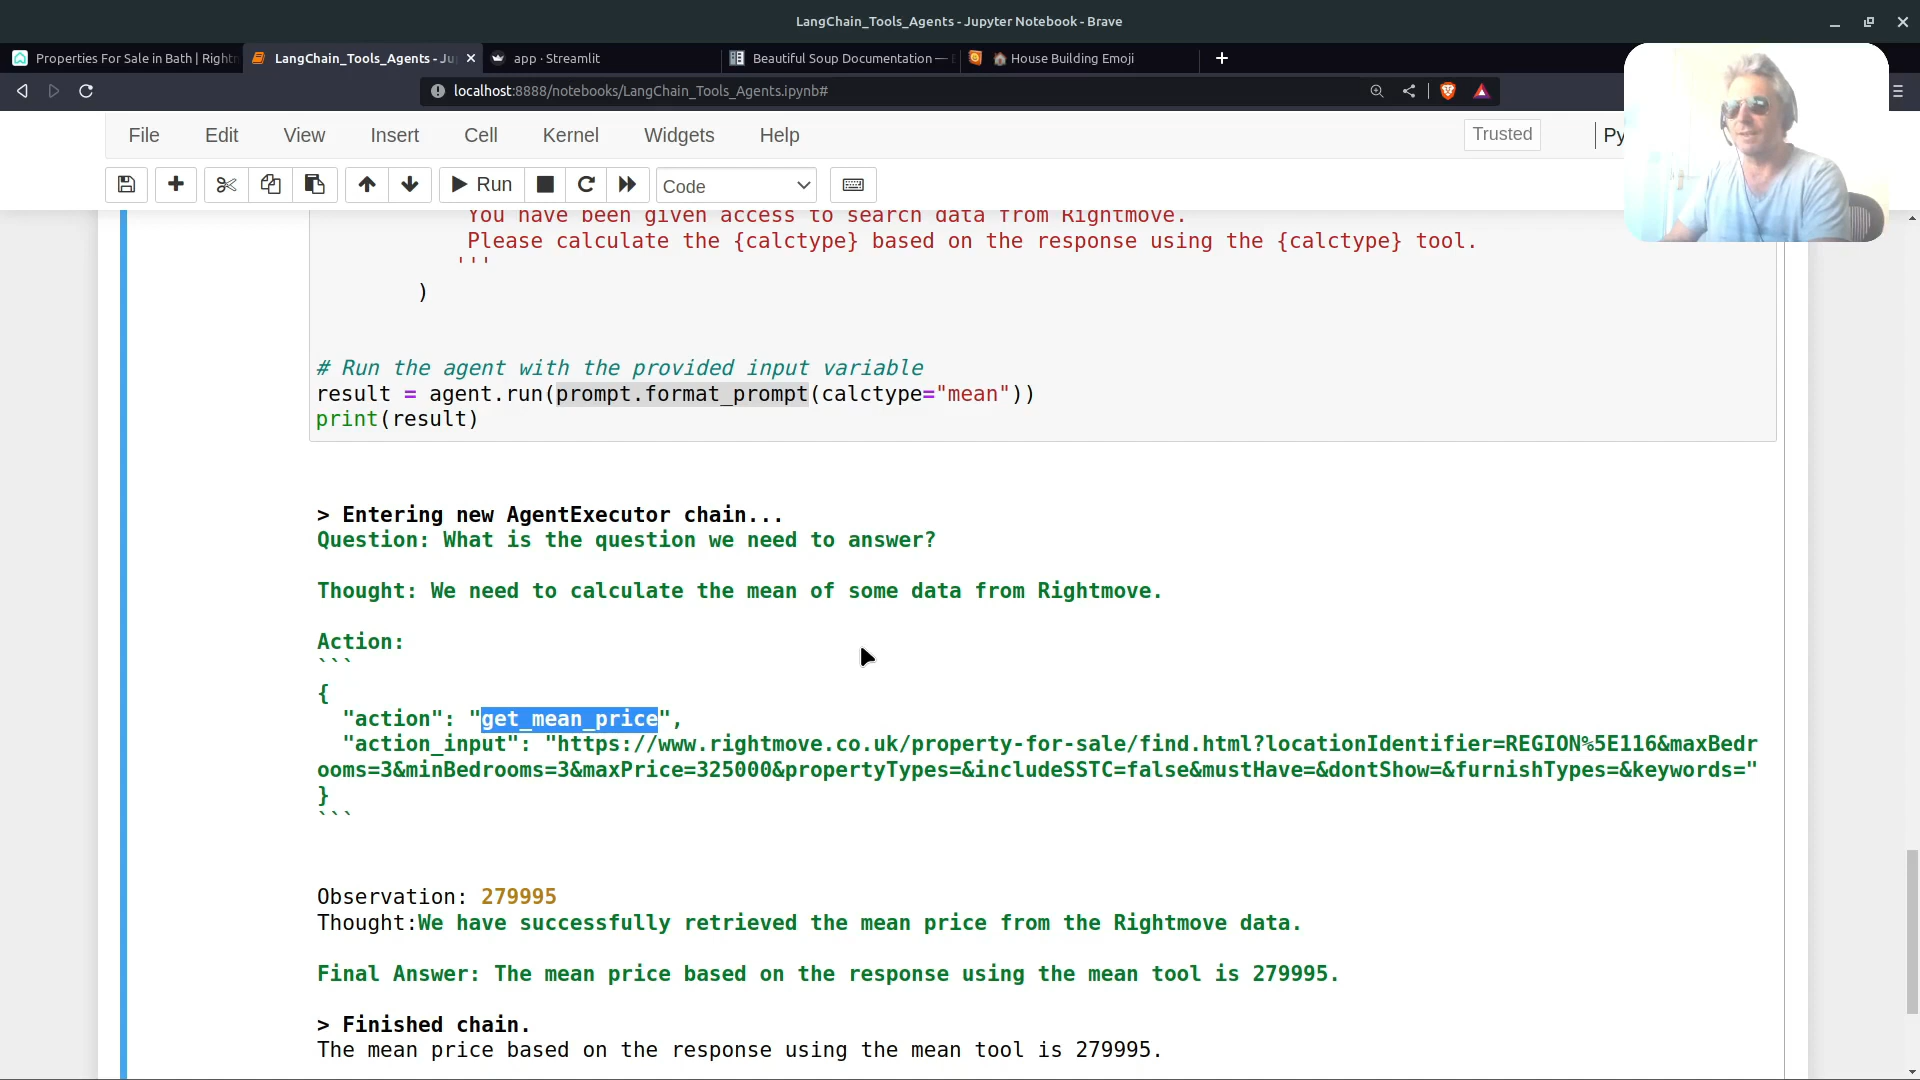 LangChain_Tools_Agents - Jupyter Notebook - Brave
Properties For Sale in Bath | Rightm
LangChain_Tools_Agents - Ju
app · Streamlit
Beautiful Soup Documentation —
🏠 House Building Emoji
localhost:8888/notebooks/LangChain_Tools_Agents.ipynb#
File Edit View Insert Cell Kernel Widgets Help
Trusted
Py
Run
Code
You have been given access to search data from Rightmove.
Please calculate the {calctype} based on the response using the {calctype} tool.
'''
)
# Run the agent with the provided input variable
result = agent.run(prompt.format_prompt(calctype="mean"))
print(result)
> Entering new AgentExecutor chain...
Question: What is the question we need to answer?
Thought: We need to calculate the mean of some data from Rightmove.
Action:
```
{
"action": "get_mean_price",
"action_input": "https://www.rightmove.co.uk/property-for-sale/find.html?locationIdentifier=REGION%5E116&maxBedr
ooms=3&minBedrooms=3&maxPrice=325000&propertyTypes=&includeSSTC=false&mustHave=&dontShow=&furnishTypes=&keywords="
}
```
Observation: 279995
Thought:We have successfully retrieved the mean price from the Rightmove data.
Final Answer: The mean price based on the response using the mean tool is 279995.
> Finished chain.
The mean price based on the response using the mean tool is 279995.